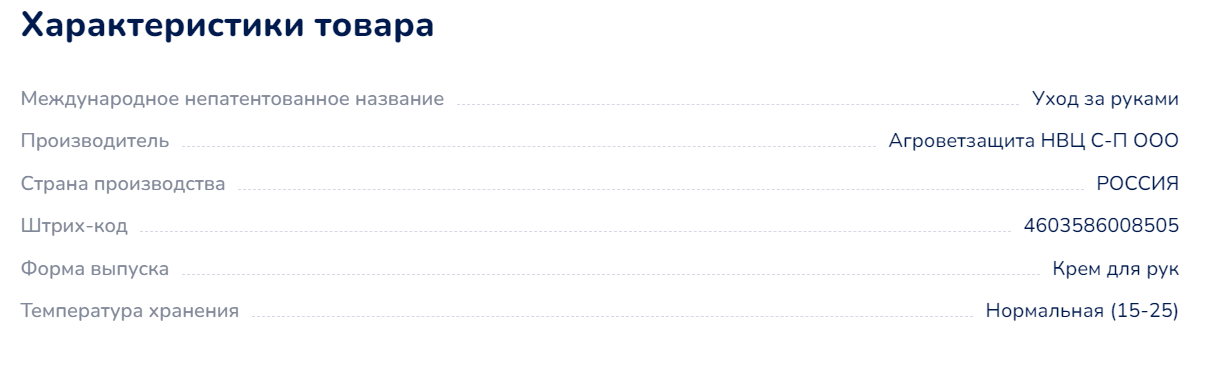 Характеристики товара
Международное непатентованное название Уход за руками
Производитель Агроветзащита НВЦ С-П ООО
Страна производства РОССИЯ
Штрих-код 4603586008505
Форма выпуска Крем для рук
Температура хранения Нормальная (15-25)